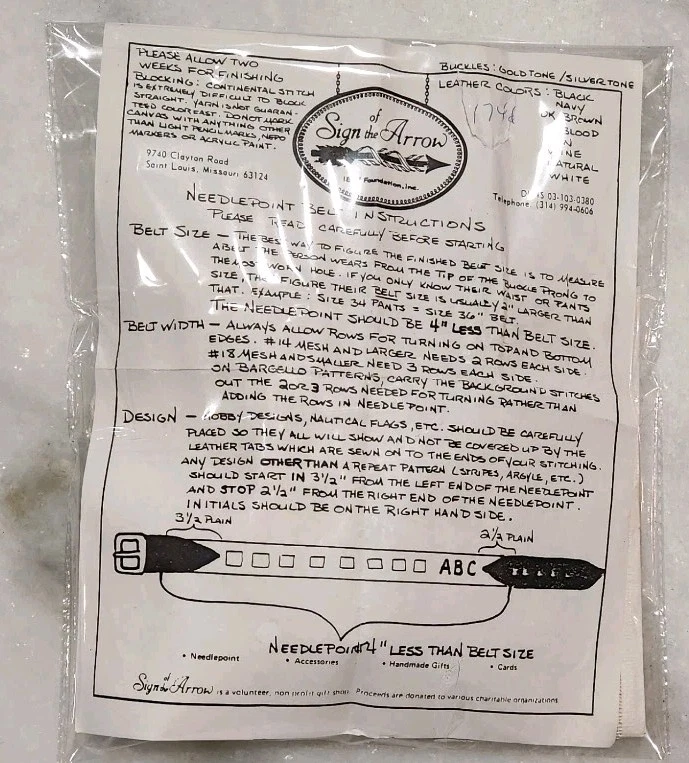 PLEASE ALLOW TWO
WEEKS FOR FINISHING
BLOCKING: CONTINENTAL STITCH
IS EXTREMELY DIFFICULT TO BLOCK
STRAIGHT. YARN IS NOT GUARAN-
TEED COLORFAST. DO NOT MARK
CANVAS WITH ANYTHING OTHER
THAN LIGHT PENCIL MARKS, NEPO
MARKERS OR ACRYLIC PAINT.
9740 Clayton Road
Saint Louis, Missouri 63124
Sign of the Arrow
Foundation, Inc.
BUCKLES: GOLDTONE/SILVERTONE
LEATHER COLORS: BLACK
NAVY
DK BROWN
BLOOD
NATURAL
WHITE
03-103-0380
Telephone: (314) 994-0606
NEEDLEPOINT BELT INSTRUCTIONS
PLEASE READ CAREFULLY BEFORE STARTING
BELT SIZE - THE BEST WAY TO FIGURE THE FINISHED BELT SIZE IS TO MEASURE
A BELT THE PERSON WEARS FROM THE TIP OF THE BUCKLE PRONG TO
THE MOST WORN HOLE. IF YOU ONLY KNOW THEIR WAIST OR PANTS
SIZE, THE FIGURE THEIR BELT SIZE IS USUALLY 2" LARGER THAN
THAT. EXAMPLE: SIZE 34 PANTS = SIZE 36" BELT.
THE NEEDLEPOINT SHOULD BE 4" LESS THAN BELT SIZE.
BELT WIDTH - ALWAYS ALLOW ROWS FOR TURNING ON TOP AND BOTTOM
EDGES. #14 MESH AND LARGER NEEDS 2 ROWS EACH SIDE.
#18 MESH AND SMALLER NEED 3 ROWS EACH SIDE.
ON BARGELLO PATTERNS, CARRY THE BACKGROUND STITCHES
OUT THE 2 OR 3 ROWS NEEDED FOR TURNING RATHER THAN
ADDING THE ROWS IN NEEDLEPOINT.
DESIGN - HOBBY DESIGNS, NAUTICAL FLAGS, ETC. SHOULD BE CAREFULLY
PLACED SO THEY ALL WILL SHOW AND NOT BE COVERED UP BY THE
LEATHER TABS WHICH ARE SEWN ON TO THE ENDS OF YOUR STITCHING.
ANY DESIGN OTHER THAN A REPEAT PATTERN (STRIPES, ARGYLE, ETC.)
SHOULD START IN 3 1/2" FROM THE LEFT END OF THE NEEDLEPOINT
AND STOP 2 1/2" FROM THE RIGHT END OF THE NEEDLEPOINT.
INITIALS SHOULD BE ON THE RIGHT HAND SIDE.
3 1/2 PLAIN
2 1/2 PLAIN
ABC
NEEDLEPOINT 4" LESS THAN BELT SIZE
• Needlepoint • Accessories • Handmade Gifts • Cards
Sign of the Arrow is a volunteer, non profit gift shop. Proceeds are donated to various charitable organizations.